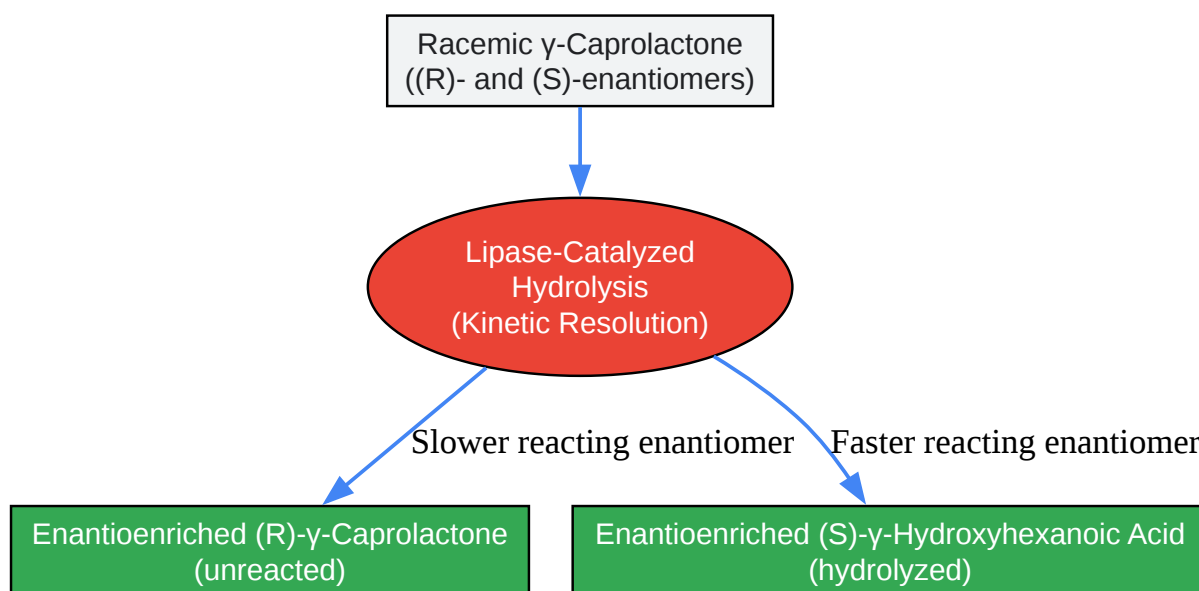 Racemic γ-Caprolactone
((R)- and (S)-enantiomers)
Lipase-Catalyzed
Hydrolysis
(Kinetic Resolution)
Slower reacting enantiomer
Faster reacting enantiomer
Enantioenriched (R)-γ-Caprolactone
(unreacted)
Enantioenriched (S)-γ-Hydroxyhexanoic Acid
(hydrolyzed)